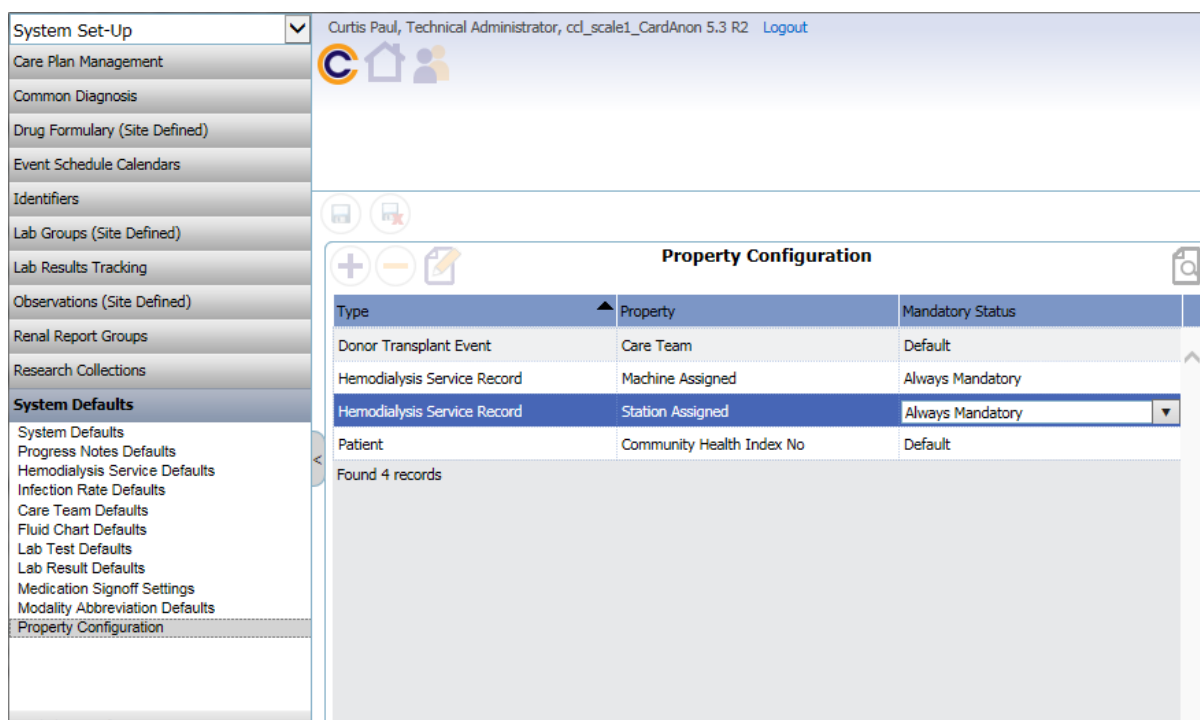 System Set-Up
Care Plan Management
Common Diagnosis
Drug Formulary (Site Defined)
Event Schedule Calendars
Identifiers
Lab Groups (Site Defined)
Lab Results Tracking
Observations (Site Defined)
Renal Report Groups
Research Collections
System Defaults
System Defaults
Progress Notes Defaults
Hemodialysis Service Defaults
Infection Rate Defaults
Care Team Defaults
Fluid Chart Defaults
Lab Test Defaults
Lab Result Defaults
Medication Signoff Settings
Modality Abbreviation Defaults
Property Configuration
<
Curtis Paul, Technical Administrator, ccl_scale1_CardAnon 5.3 R2 Logout
C
Property Configuration
Type Property Mandatory Status
Donor Transplant Event Care Team Default
Hemodialysis Service Record Machine Assigned Always Mandatory
Hemodialysis Service Record Station Assigned Always Mandatory
Patient Community Health Index No Default
Found 4 records